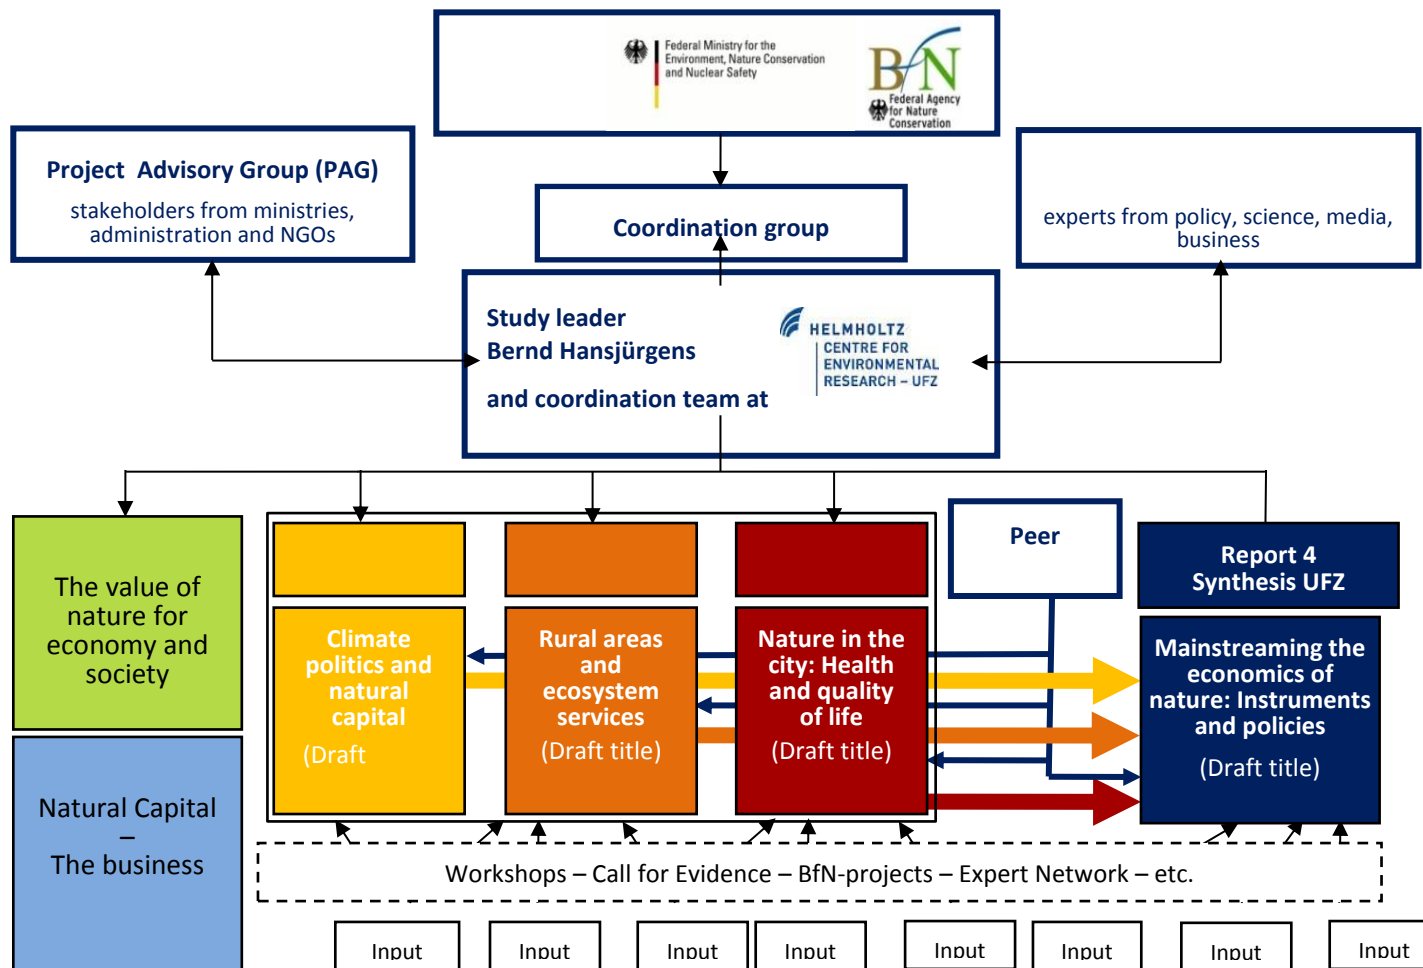 Federal Ministry for the
Environment, Nature Conservation
and Nuclear Safety
BfN
Federal Agency
for Nature
Conservation
Project Advisory Group (PAG)
stakeholders from ministries,
administration and NGOs
Coordination group
experts from policy, science, media,
business
Study leader
Bernd Hansjürgens
and coordination team at
HELMHOLTZ
CENTRE FOR
ENVIRONMENTAL
RESEARCH – UFZ
The value of
nature for
economy and
society
Natural Capital
–
The business
Climate
politics and
natural
capital
(Draft
Rural areas
and
ecosystem
services
(Draft title)
Nature in the
city: Health
and quality
of life
(Draft title)
Peer
Report 4
Synthesis UFZ
Mainstreaming the
economics of
nature: Instruments
and policies
(Draft title)
Workshops – Call for Evidence – BfN-projects – Expert Network – etc.
Input
Input
Input
Input
Input
Input
Input
Input